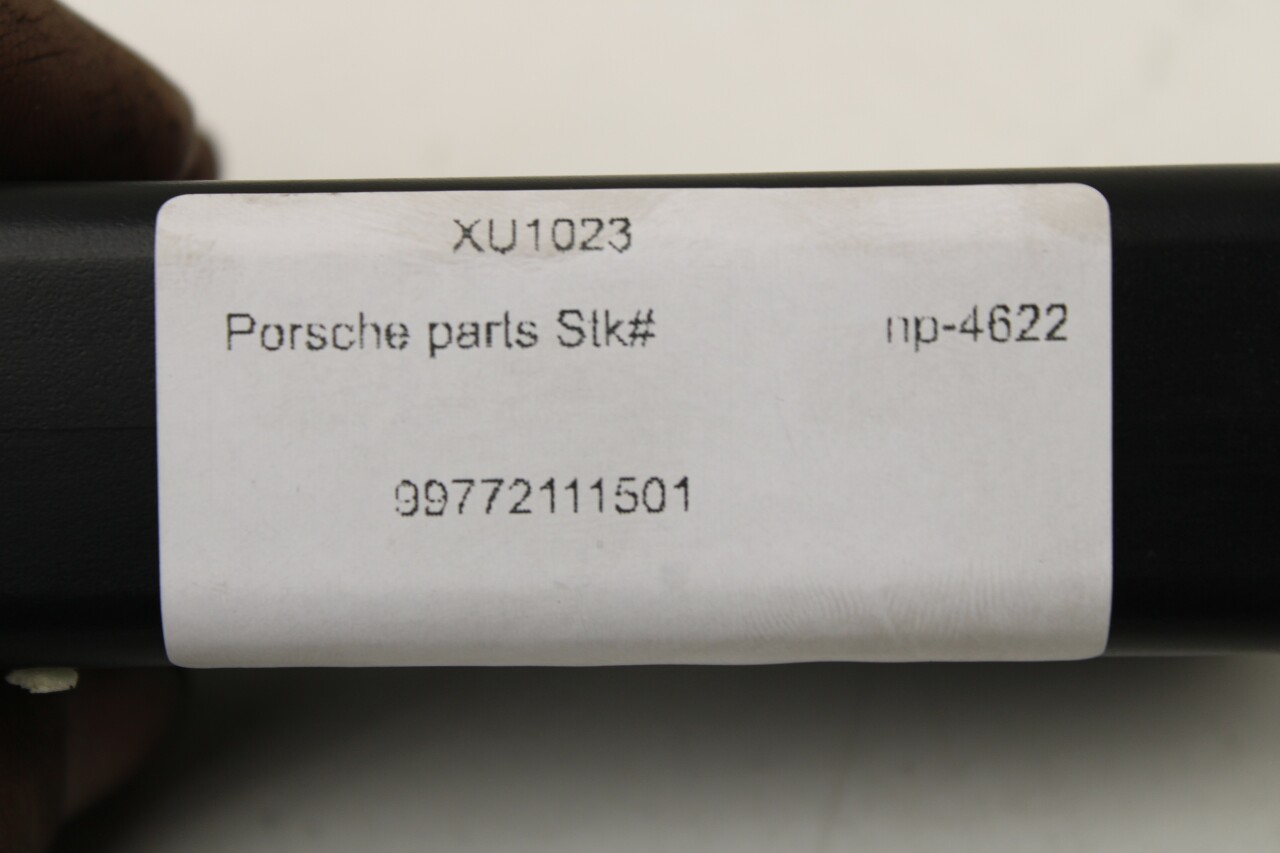 XU1023
Porsche parts Stk# np-4622
99772111501